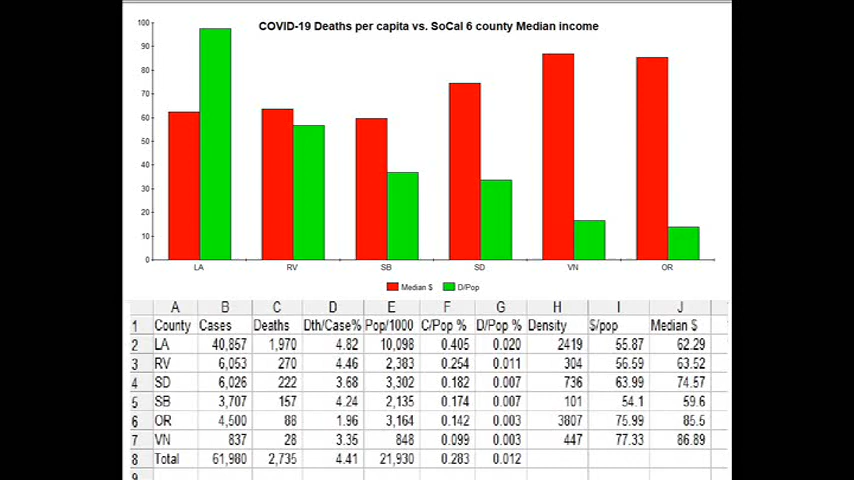 COVID-19 Deaths per capita vs. SoCal 6 county Median income
100
90
80
70
60
50
40
30
20
10
0
LA RV SB SD VN OR
Median $ D/Pop
A B C D E F G H I J
1 County Cases Deaths Dth/Case% Pop/1000 C/Pop % D/Pop % Density $/pop Median $
2 LA 40,857 1,970 4.82 10,098 0.405 0.020 2419 55.87 62.29
3 RV 6,053 270 4.46 2,383 0.254 0.011 304 56.59 63.52
4 SD 6,026 222 3.68 3,302 0.182 0.007 736 63.99 74.57
5 SB 3,707 157 4.24 2,135 0.174 0.007 101 54.1 59.6
6 OR 4,500 88 1.96 3,164 0.142 0.003 3807 75.99 85.5
7 VN 837 28 3.35 848 0.099 0.003 447 77.33 86.89
8 Total 61,980 2,735 4.41 21,930 0.283 0.012
9